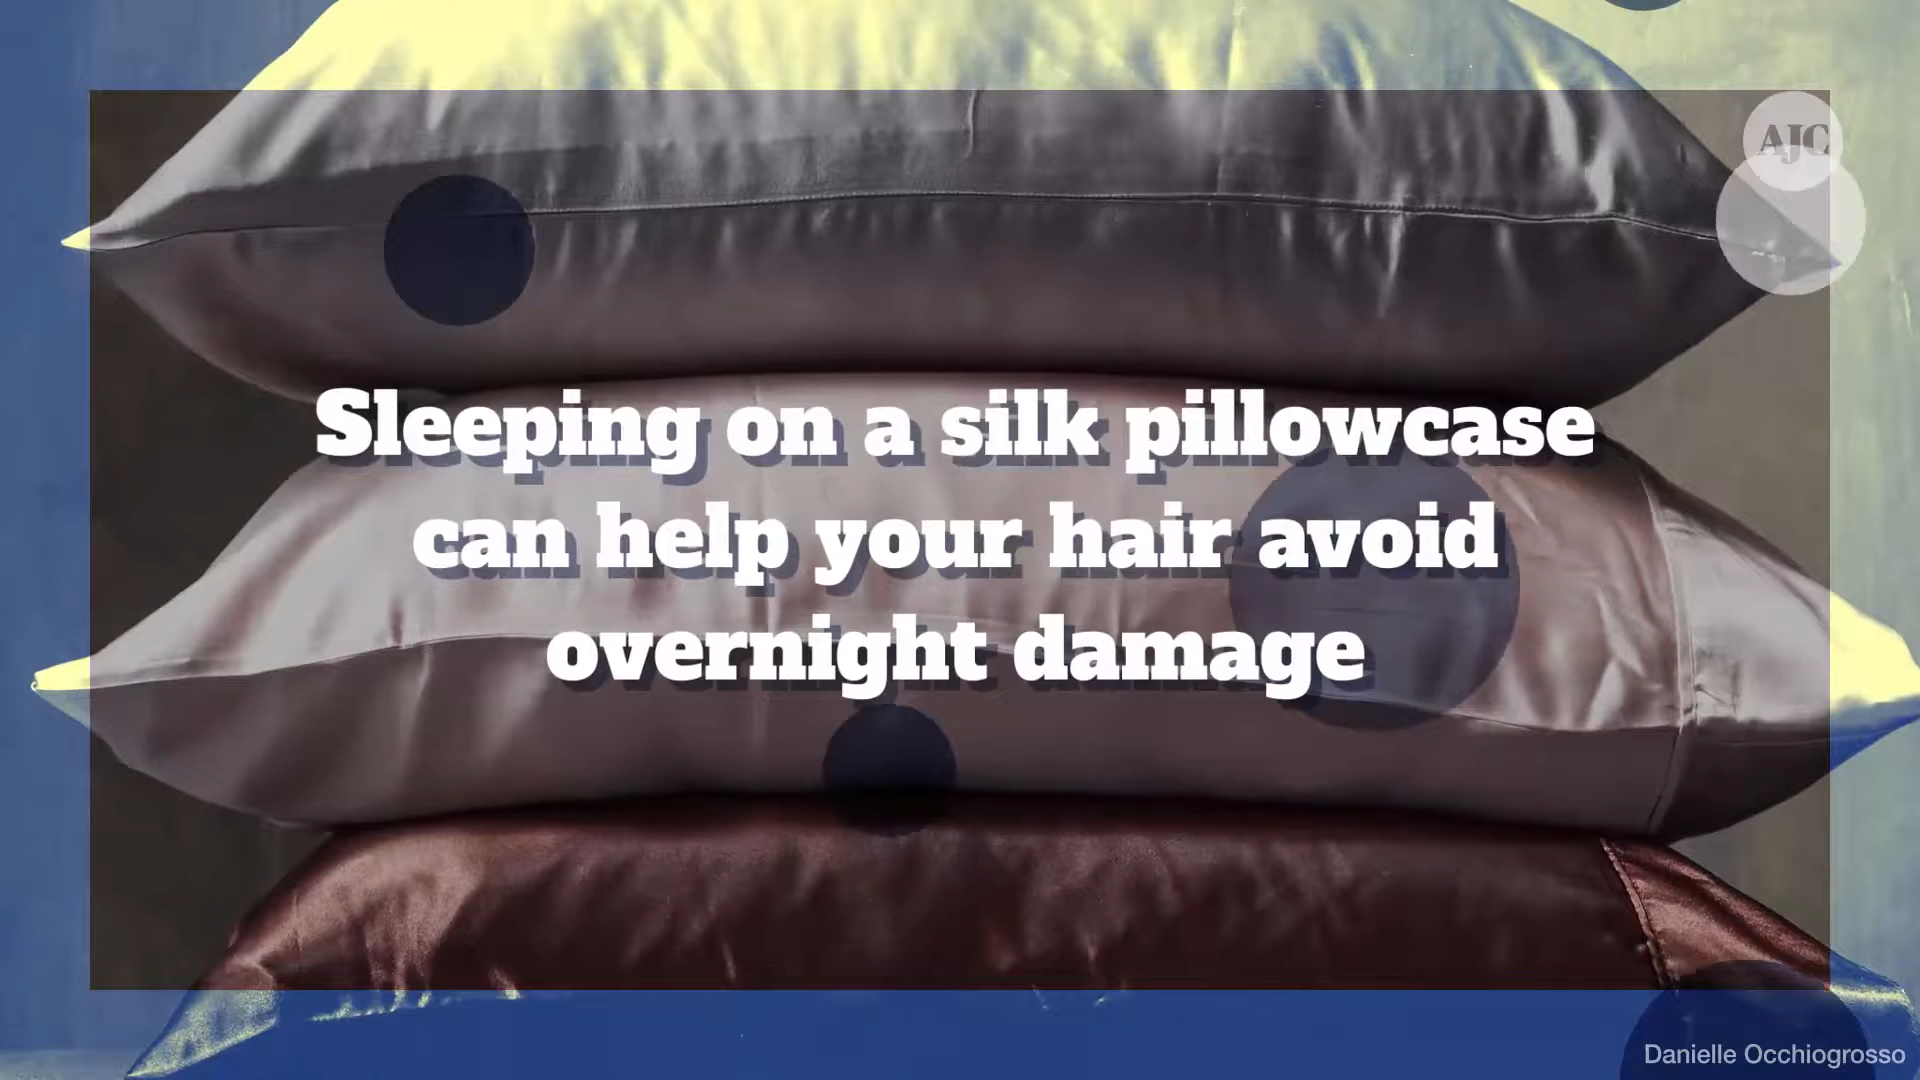 AJC
Sleeping on a silk pillowcase
can help your hair avoid
overnight damage
Danielle Occhiogrosso